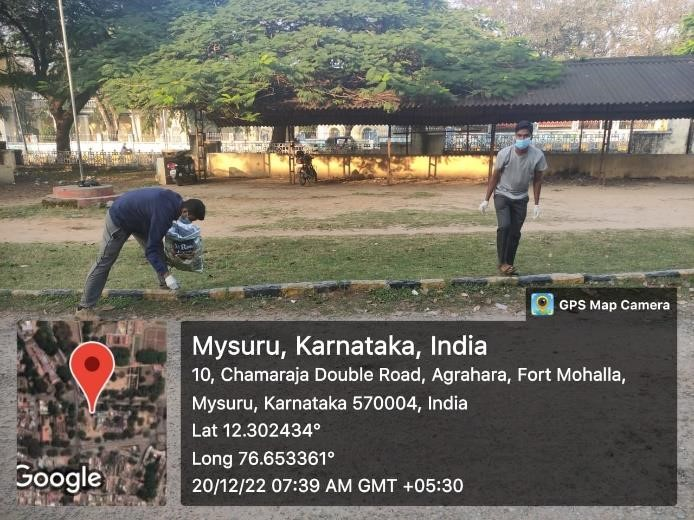 GPS Map Camera
Mysuru, Karnataka, India
10, Chamaraja Double Road, Agrahara, Fort Mohalla,
Mysuru, Karnataka 570004, India
Lat 12.302434°
Long 76.653361°
20/12/22 07:39 AM GMT +05:30
Google